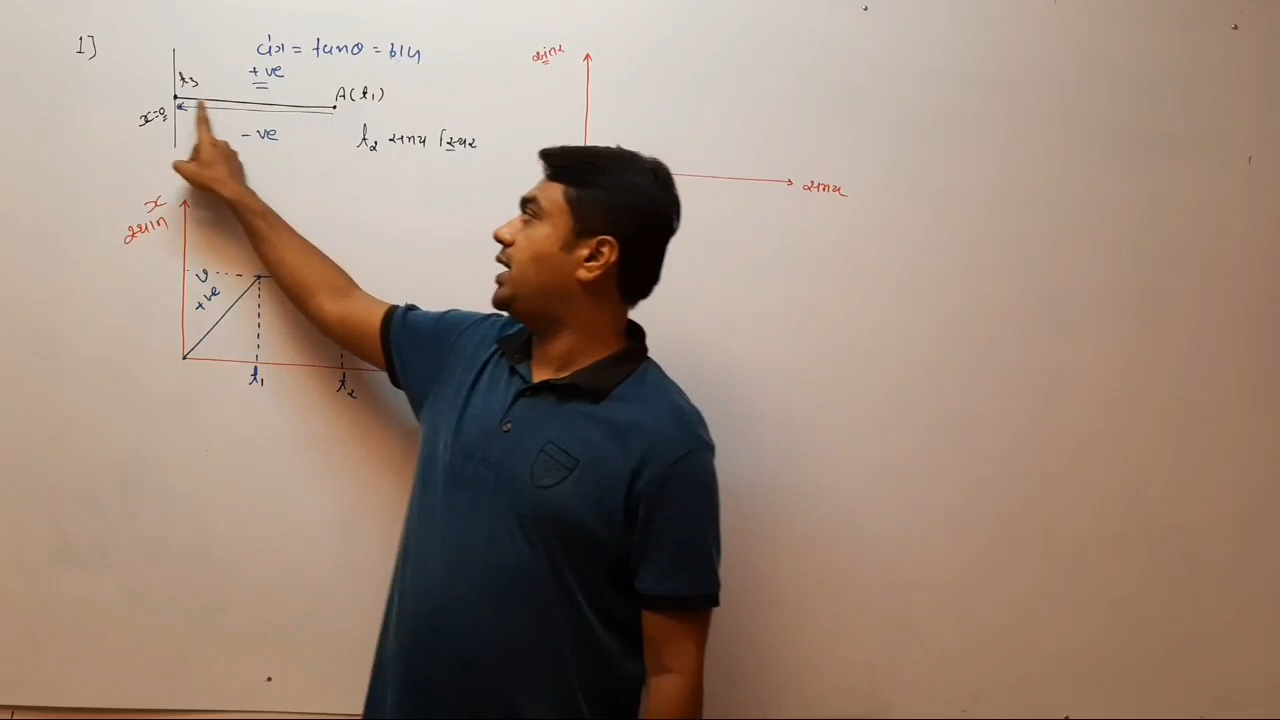 1]
ઢાળ = tanθ =
+ve
t₃
A(t₁)
x=0
-ve
t₂ સમય સ્થિર
x
સ્થાન
v
+ve
t₁
t₂
સમય